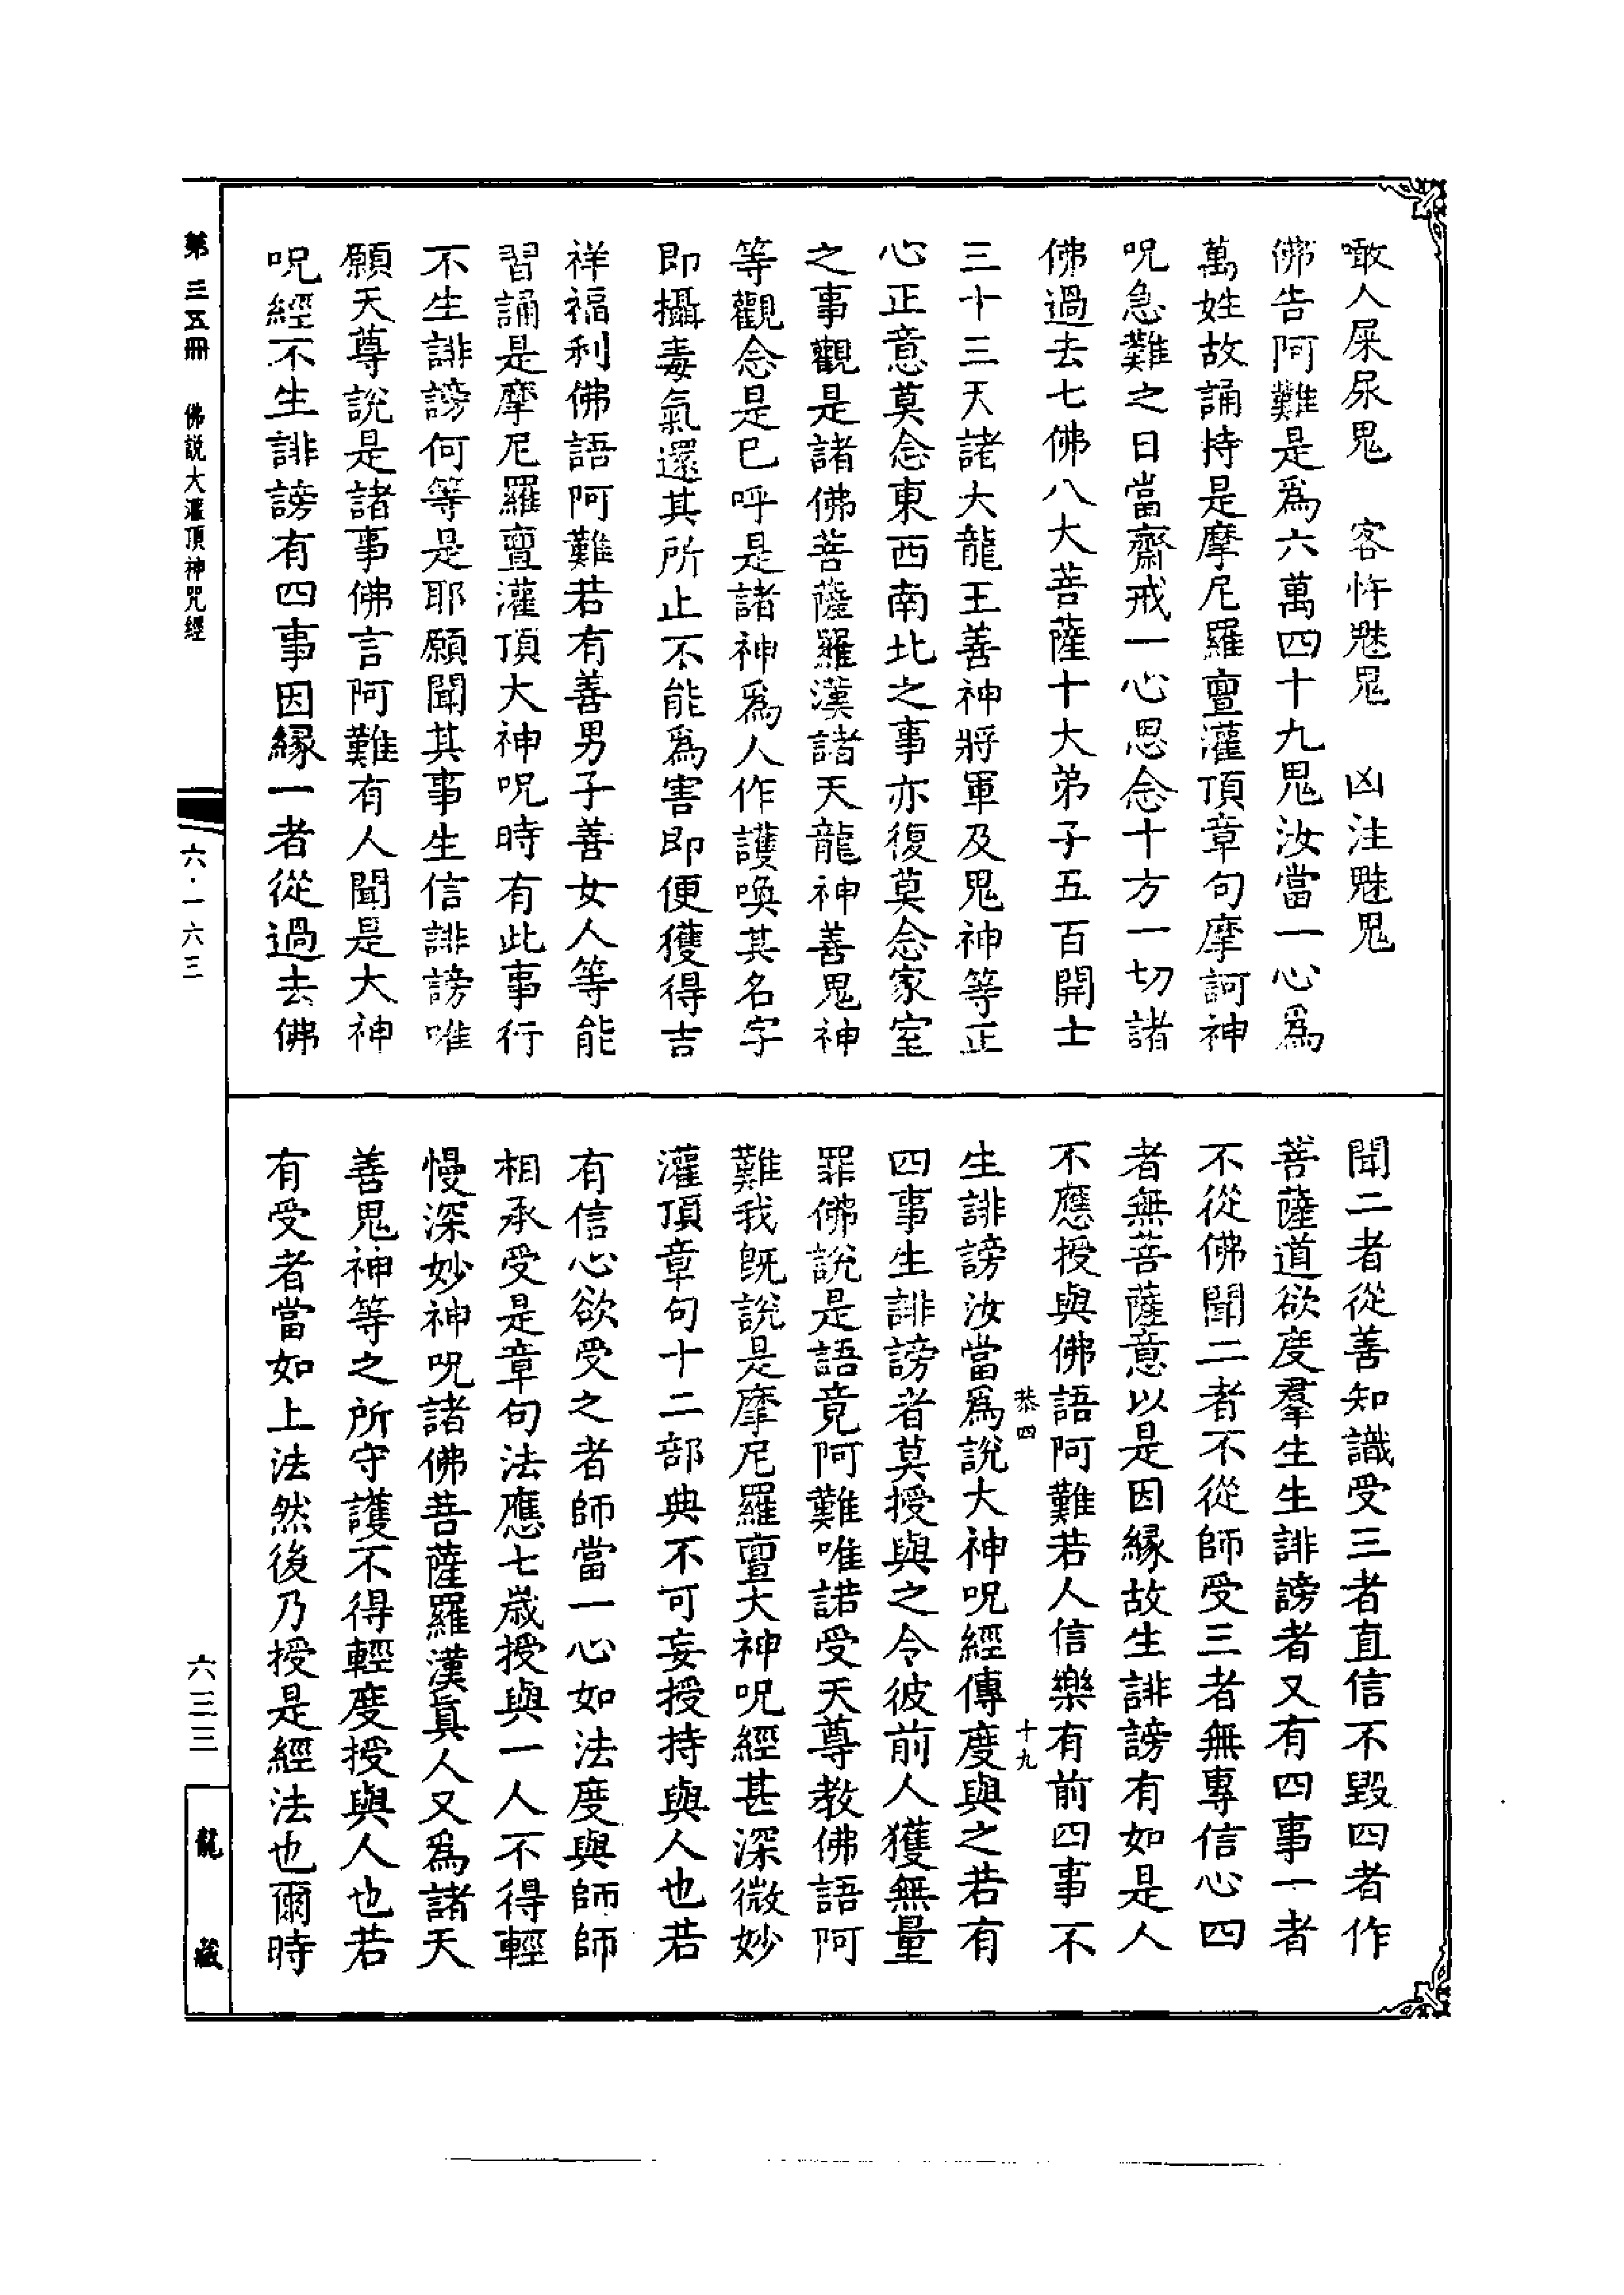 噉人屎尿鬼　客忤魅鬼　凶注魅鬼
佛告阿難是爲六萬四十九鬼汝當一心爲
萬姓故誦持是摩尼羅亶灌頂章句摩訶神
呪急難之日當齋戒一心思念十方一切諸
佛過去七佛八大菩薩十大弟子五百開士
三十三天諸大龍王善神將軍及鬼神等正
心正意莫念東西南北之事亦復莫念家室
之事觀是諸佛菩薩羅漢諸天龍神善鬼神
等觀念是已呼是諸神爲人作護喚其名字
即攝毒氣還其所止不能爲害即便獲得吉
祥福利佛語阿難若有善男子善女人等能
習誦是摩尼羅亶灌頂大神呪時有此事行
不生誹謗何等是耶願聞其事生信誹謗唯
願天尊說是諸事佛言阿難有人聞是大神
呪經不生誹謗有四事因緣一者從過去佛
聞二者從善知識受三者直信不毀四者作
菩薩道欲度羣生生誹謗者又有四事一者
不從佛聞二者不從師受三者無專信心四
者無菩薩意以是因緣故生誹謗有如是人
不應授與佛語阿難若人信樂有前四事不
恭四　十九
生誹謗汝當爲說大神呪經傳度與之若有
四事生誹謗者莫授與之令彼前人獲無量
罪佛說是語竟阿難唯諾受天尊教佛語阿
難我既說是摩尼羅亶大神呪經甚深微妙
灌頂章句十二部典不可妄授持與人也若
有信心欲受之者師當一心如法度與師師
相承受是章句法應七歲授與一人不得輕
慢深妙神呪諸佛菩薩羅漢眞人又爲諸天
善鬼神等之所守護不得輕度授與人也若
有受者當如上法然後乃授是經法也爾時
第三五冊　佛說大灌頂神咒經
六·一六三
六三三
龍藏